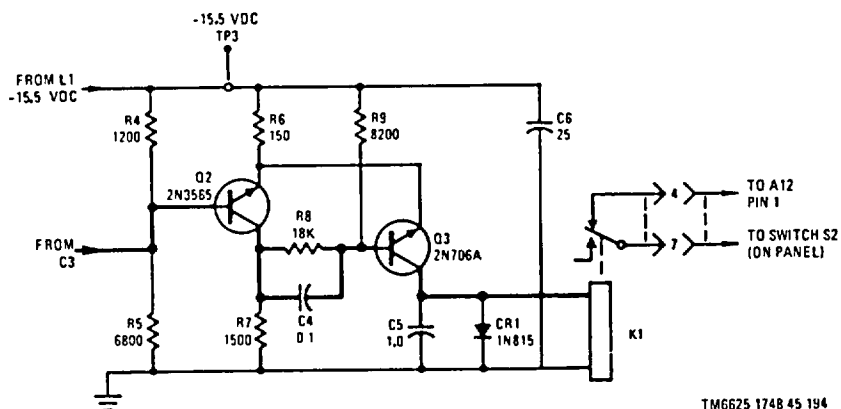 -15.5 VDC
TP3
FROM L1
-15.5 VDC
R4
1200
R6
150
R9
8200
C6
25
Q2
2N3565
R8
18K
Q3
2N706A
4
TO A12
PIN 1
7
TO SWITCH S2
(ON PANEL)
FROM
C3
R5
6800
R7
1500
C4
0.1
C5
1.0
CR1
1N815
K1
TM6625 1748 45 194